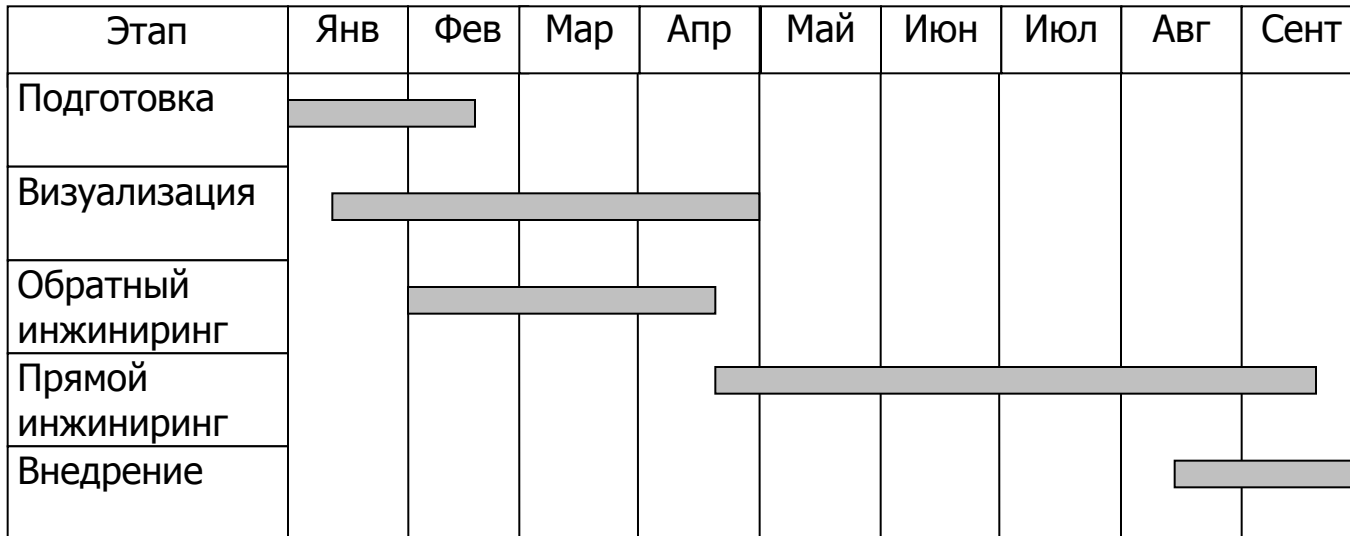 Этап Янв Фев Мар Апр Май Июн Июл Авг Сент
Подготовка
Визуализация
Обратный
инжиниринг
Прямой
инжиниринг
Внедрение